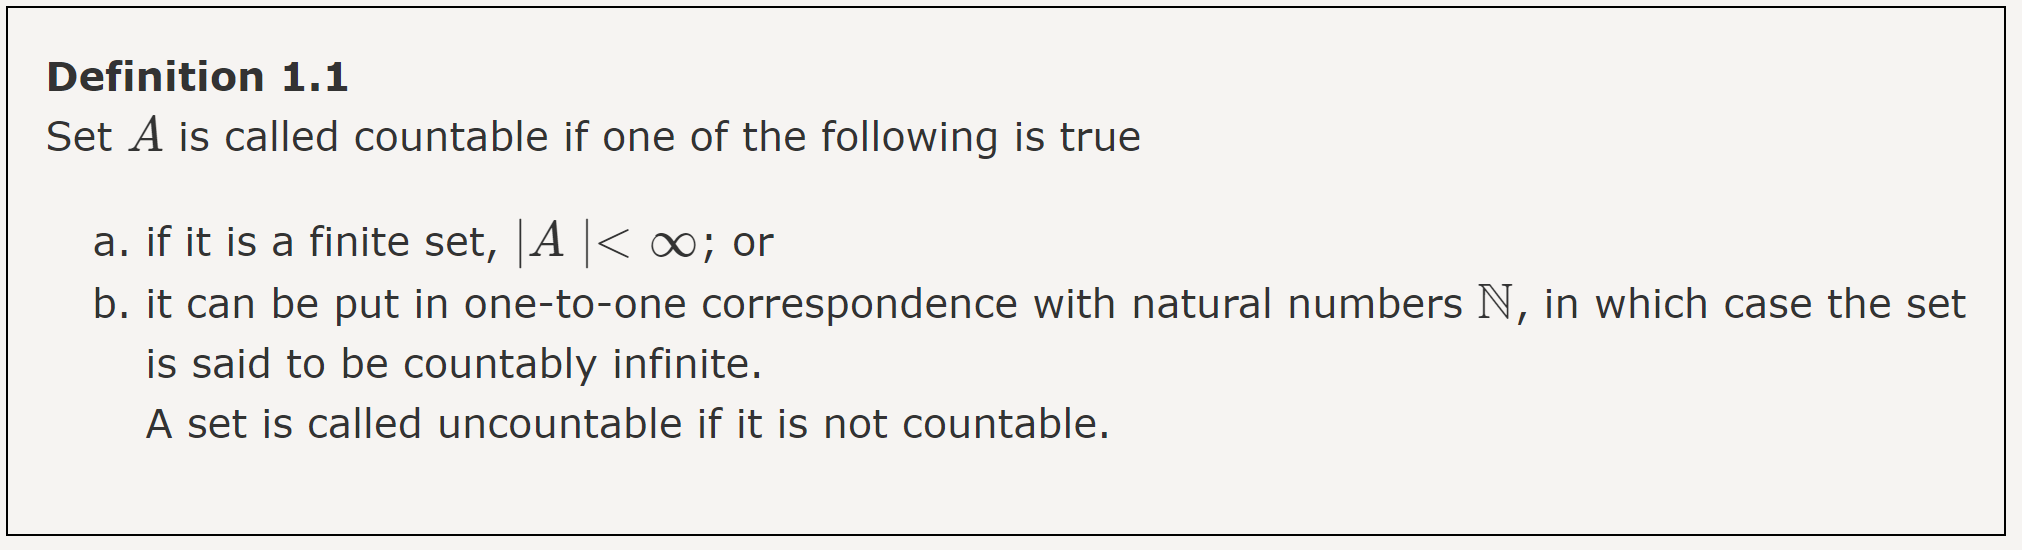 Definition 1.1
Set A is called countable if one of the following is true
a. if it is a finite set, |A |< ∞; or
b. it can be put in one-to-one correspondence with natural numbers ℕ, in which case the set
is said to be countably infinite.
A set is called uncountable if it is not countable.